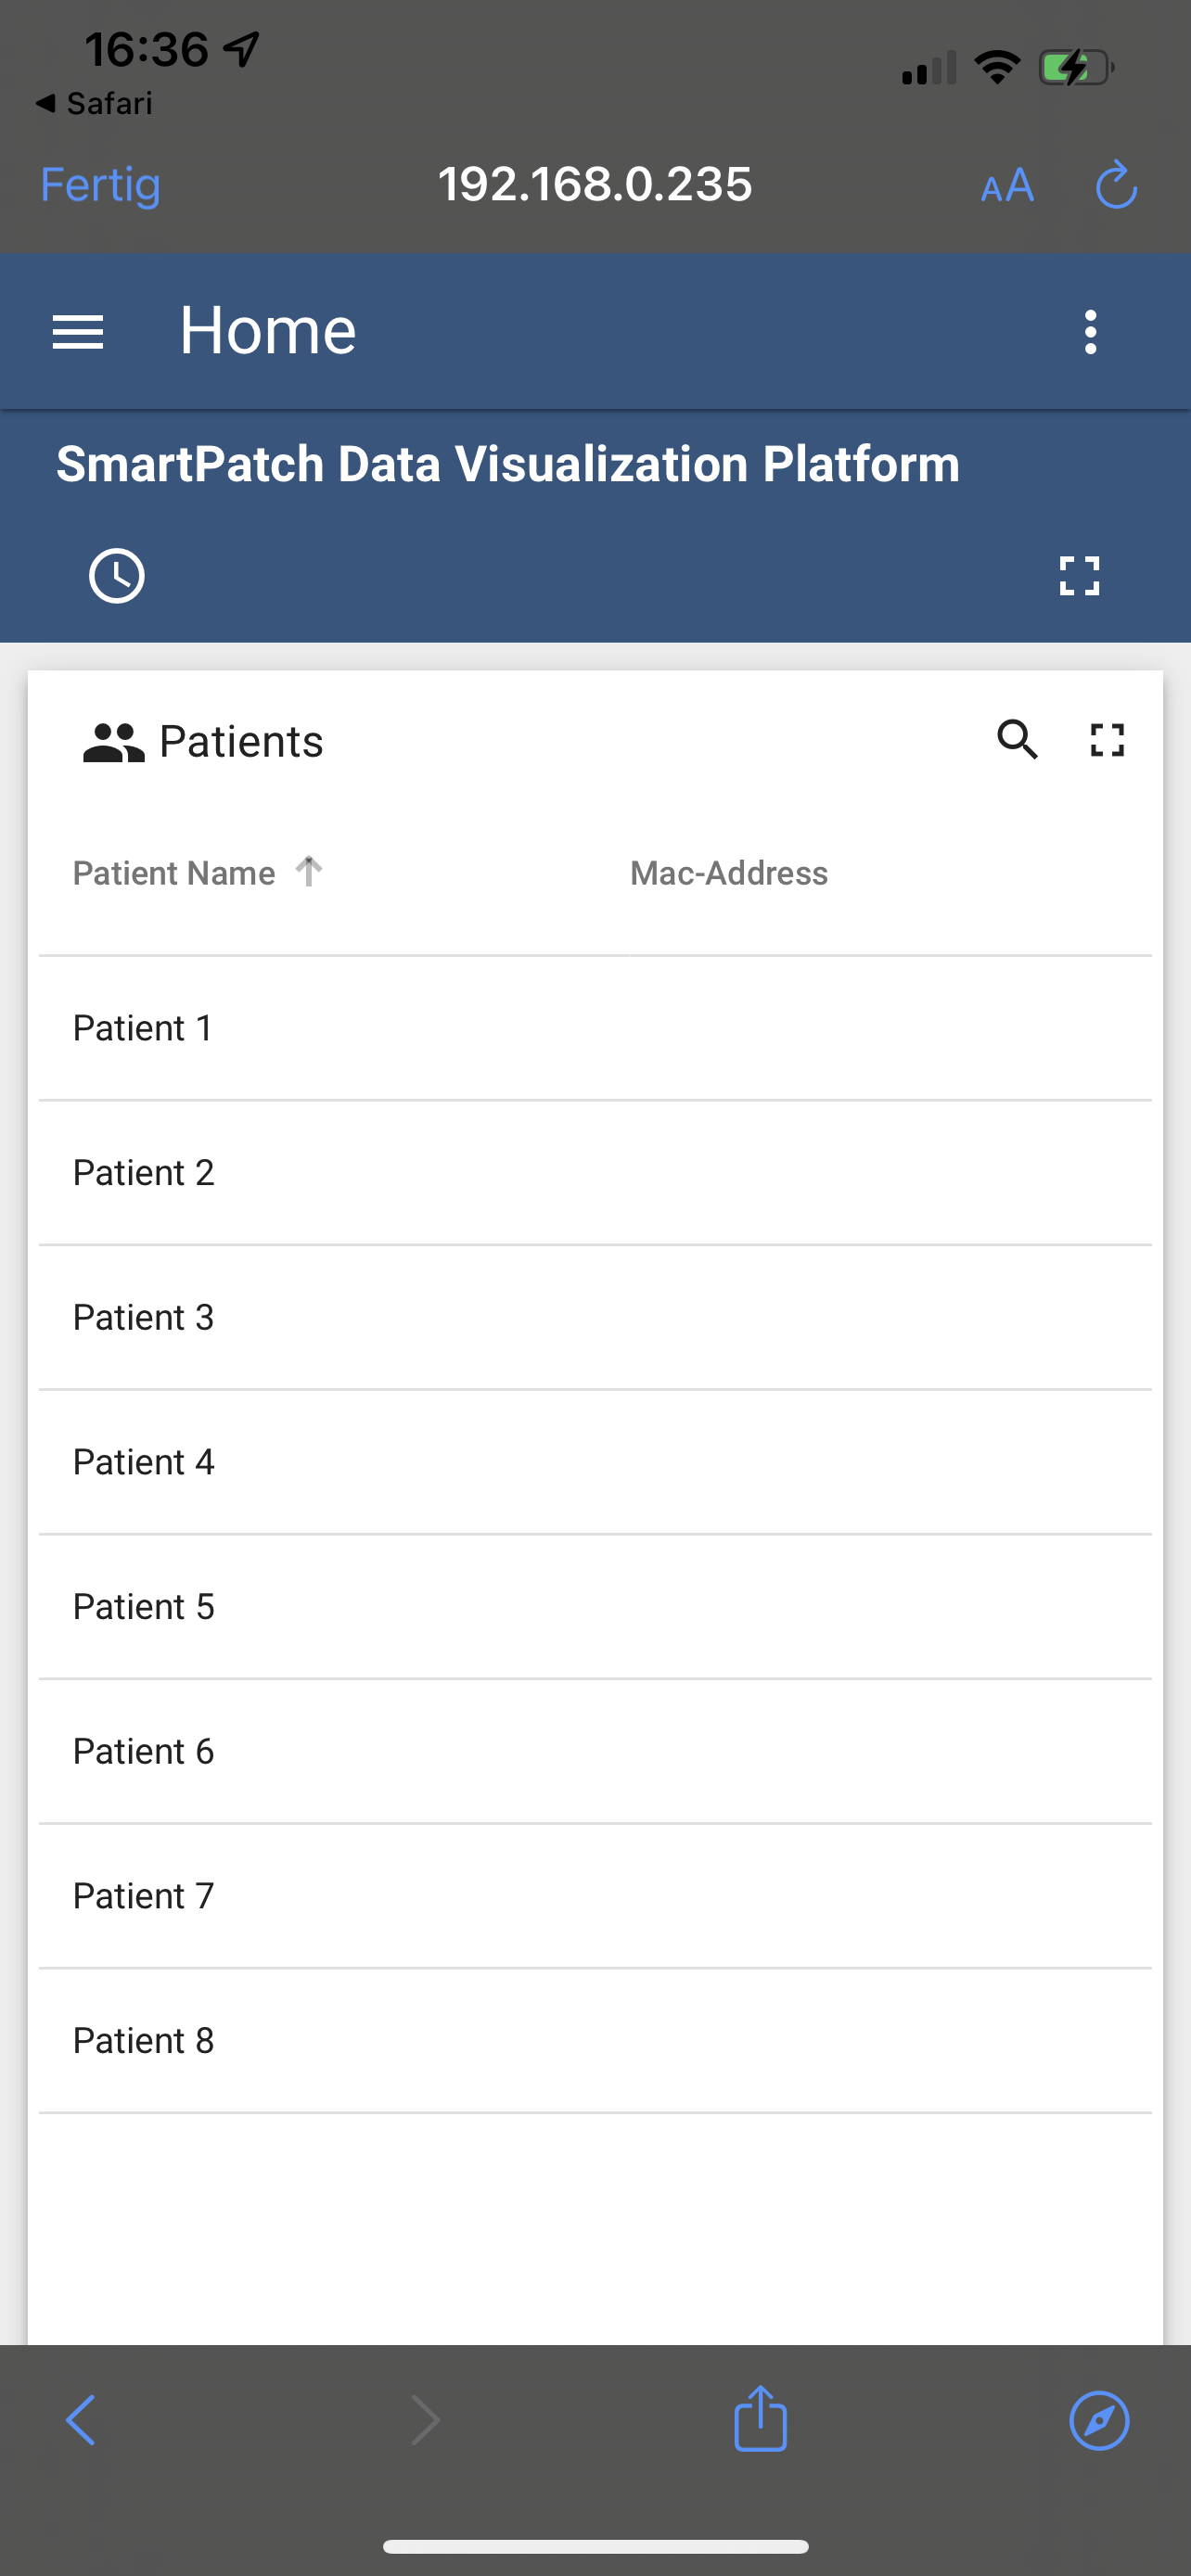 16:36
Safari
Fertig 192.168.0.235 AA
Home
SmartPatch Data Visualization Platform
Patients
Patient Name Mac-Address
Patient 1
Patient 2
Patient 3
Patient 4
Patient 5
Patient 6
Patient 7
Patient 8